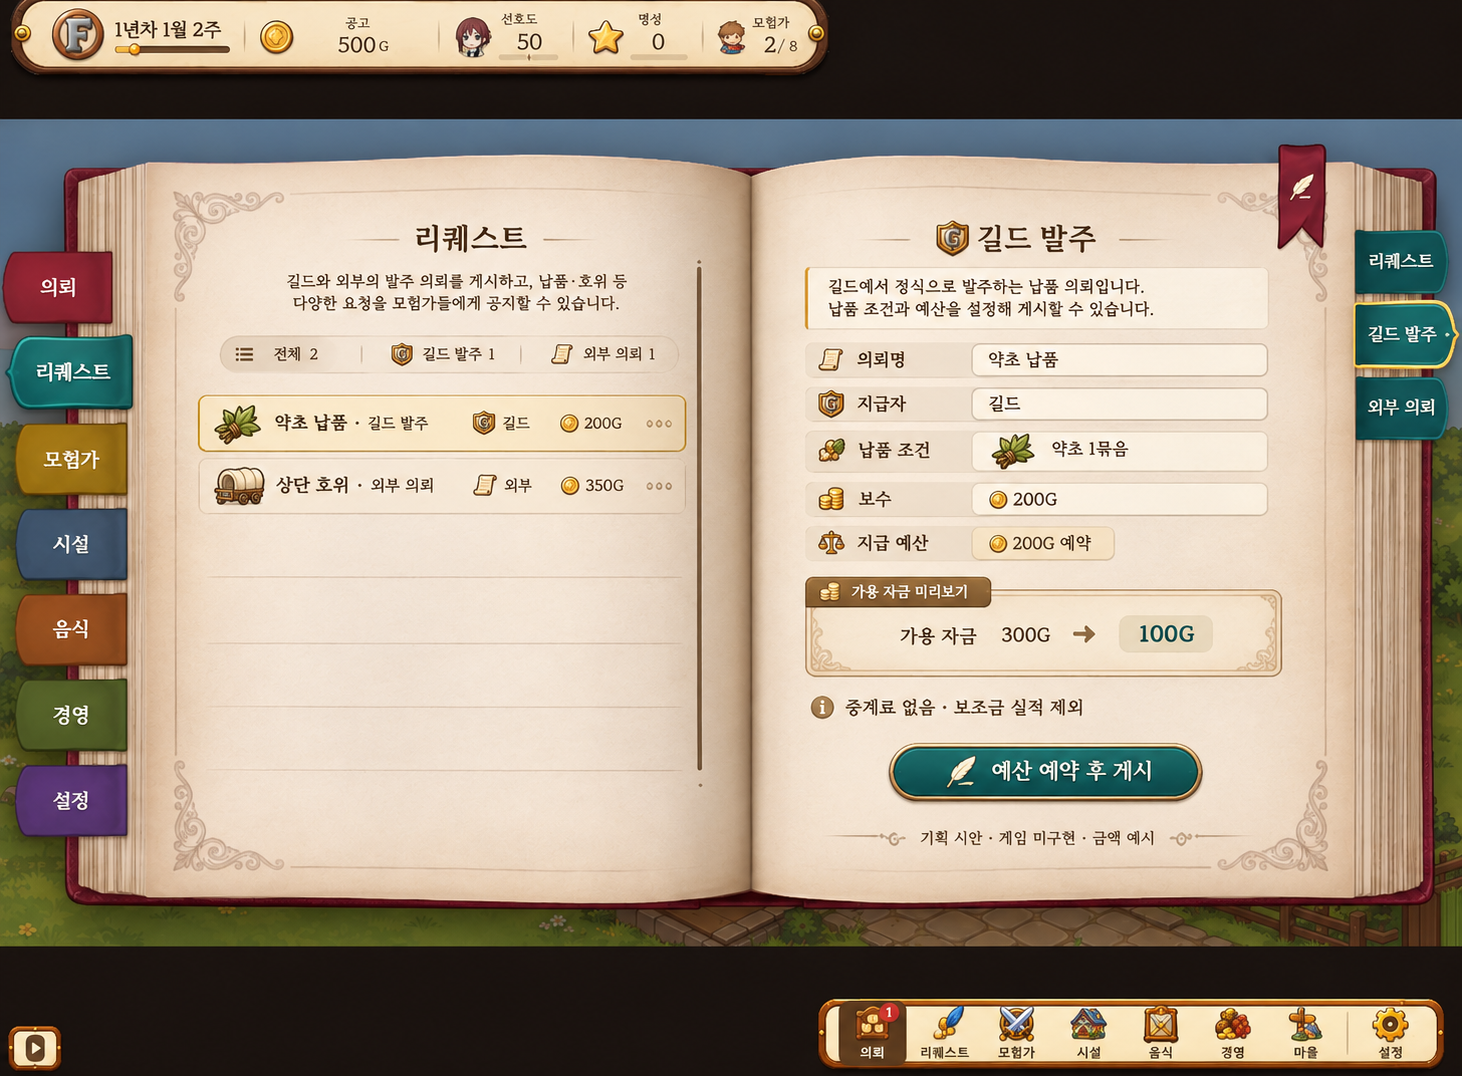 F
1년차 1월 2주
공고
500G
선호도
50
명성
0
모험가
2/8
의뢰
리퀘스트
모험가
시설
음식
경영
설정
리퀘스트
길드와 외부의 발주 의뢰를 게시하고, 납품·호위 등
다양한 요청을 모험가들에게 공지할 수 있습니다.
전체 2
길드 발주 1
외부 의뢰 1
약초 납품 · 길드 발주 길드 200G
상단 호위 · 외부 의뢰 외부 350G
G 길드 발주
길드에서 정식으로 발주하는 납품 의뢰입니다.
납품 조건과 예산을 설정해 게시할 수 있습니다.
의뢰명 약초 납품
지급자 길드
납품 조건 약초 1묶음
보수 200G
지급 예산 200G 예약
가용 자금 미리보기
가용 자금 300G → 100G
i 중계료 없음 · 보조금 실적 제외
예산 예약 후 게시
기획 시안 · 게임 미구현 · 금액 예시
리퀘스트
길드 발주
외부 의뢰
1
의뢰
리퀘스트
모험가
시설
음식
경영
마을
설정